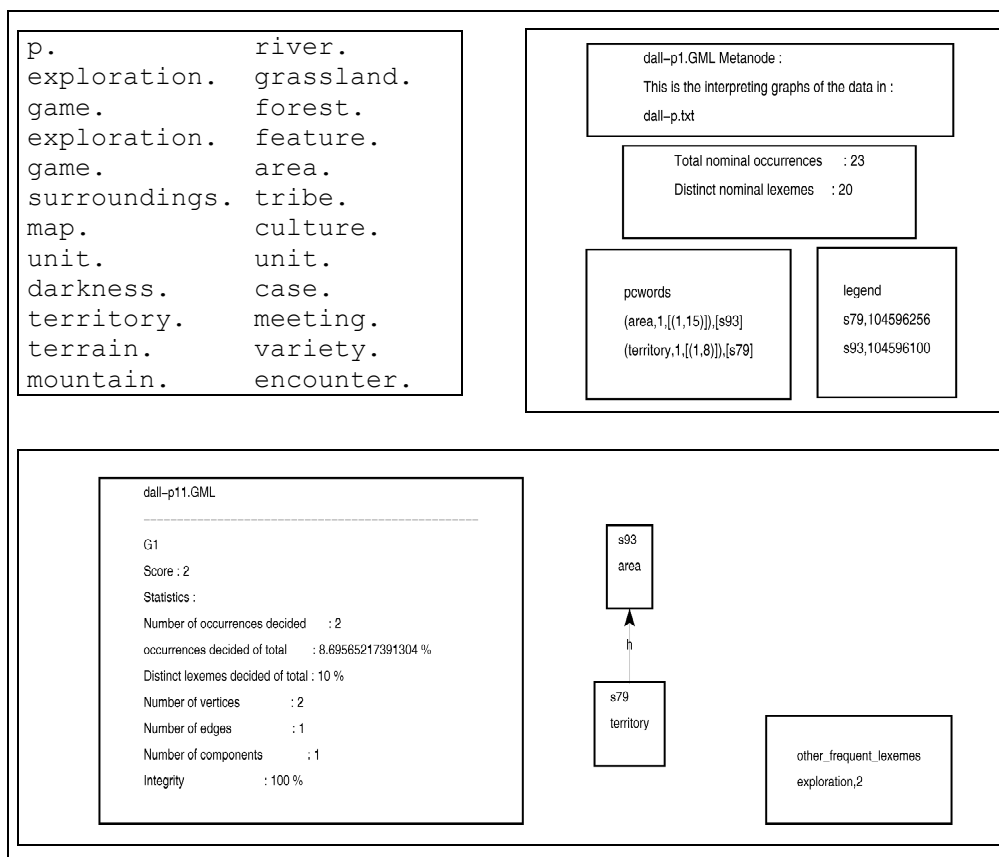 p. river.
exploration. grassland.
game. forest.
exploration. feature.
game. area.
surroundings. tribe.
map. culture.
unit. unit.
darkness. case.
territory. meeting.
terrain. variety.
mountain. encounter.
dall-p1.GML Metanode :
This is the interpreting graphs of the data in :
dall-p.txt
Total nominal occurrences : 23
Distinct nominal lexemes : 20
pcwords
(area,1,[(1,15)]),[s93]
(territory,1,[(1,8)]),[s79]
legend
s79,104596256
s93,104596100
dall-p11.GML
--------------------------------------------------
G1
Score : 2
Statistics :
Number of occurrences decided : 2
occurrences decided of total : 8.69565217391304 %
Distinct lexemes decided of total : 10 %
Number of vertices : 2
Number of edges : 1
Number of components : 1
Integrity : 100 %
s93
area
h
s79
territory
other_frequent_lexemes
exploration,2